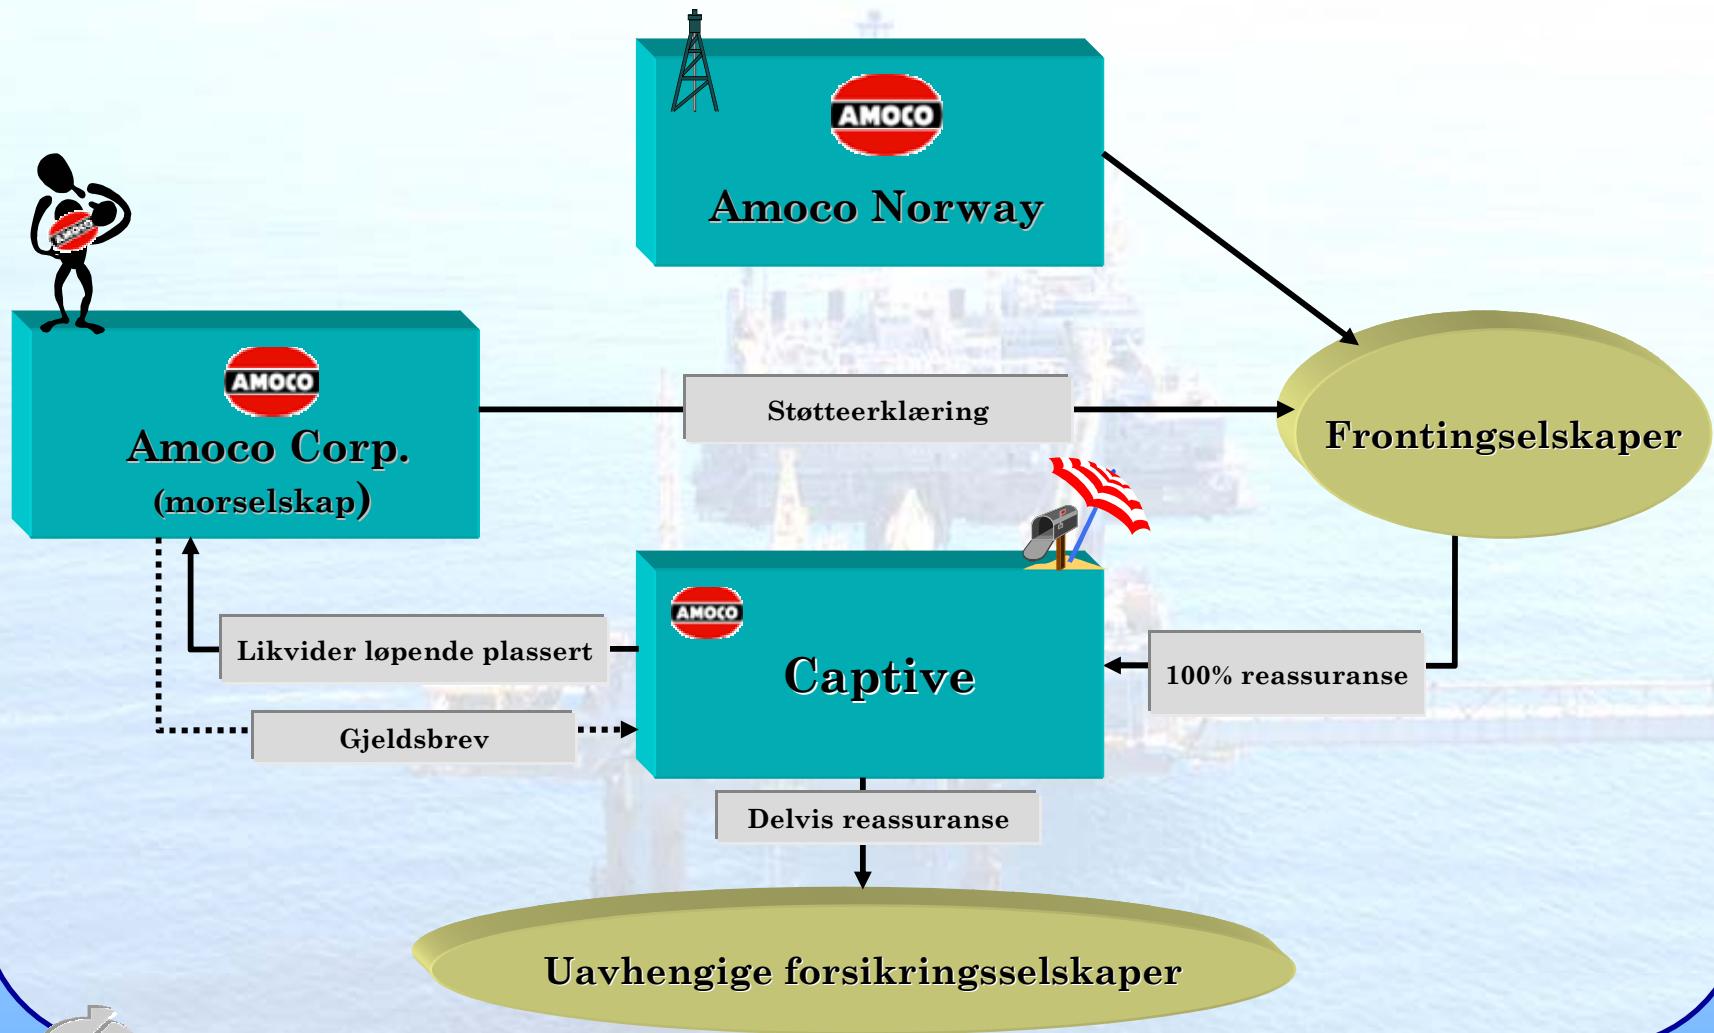 AMOCO
Amoco Norway
AMOCO
AMOCO
Amoco Corp.
(morselskap)
Støtteerklæring
Frontingselskaper
AMOCO
Captive
Likvider løpende plassert
100% reassuranse
Gjeldsbrev
Delvis reassuranse
Uavhengige forsikringsselskaper